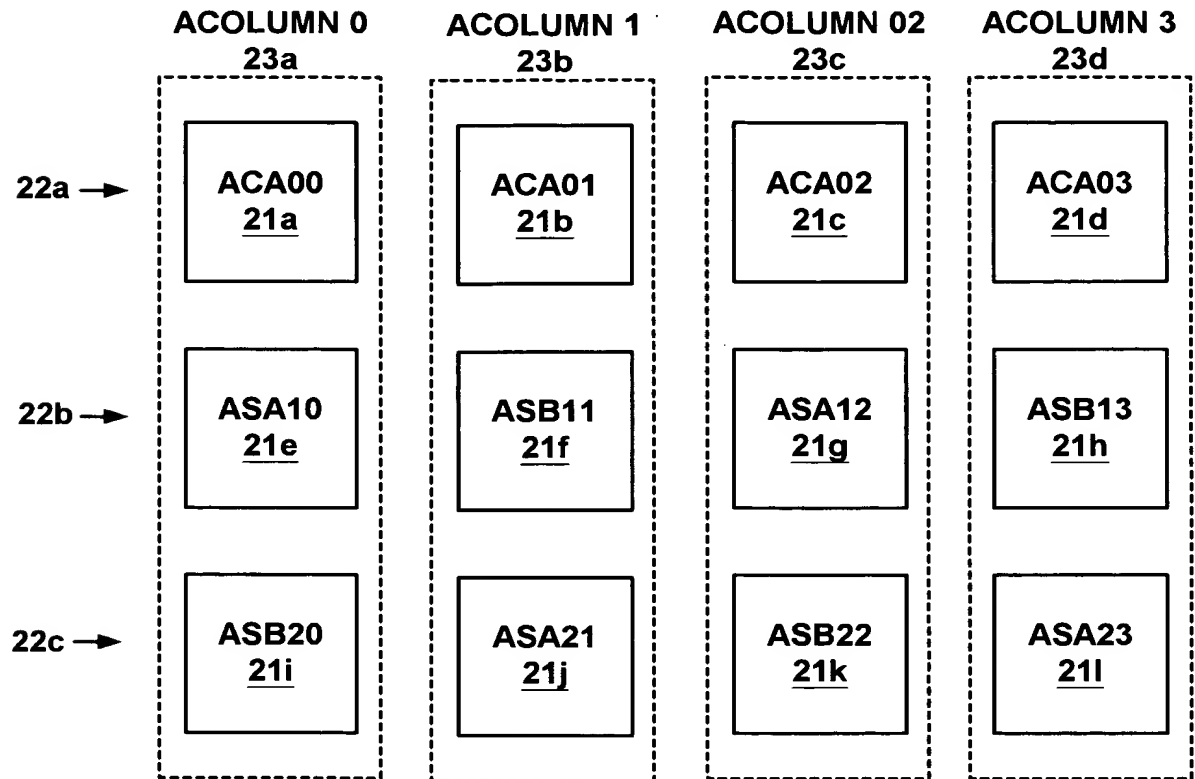 ACOLUMN 0 ACOLUMN 1 ACOLUMN 02 ACOLUMN 3
23a 23b 23c 23d
ACA00 ACA01 ACA02 ACA03
22a 21a 21b 21c 21d
ASA10 ASB11 ASA12 ASB13
22b 21e 21f 21g 21h
ASB20 ASA21 ASB22 ASA23
22c 21i 21j 21k 21l